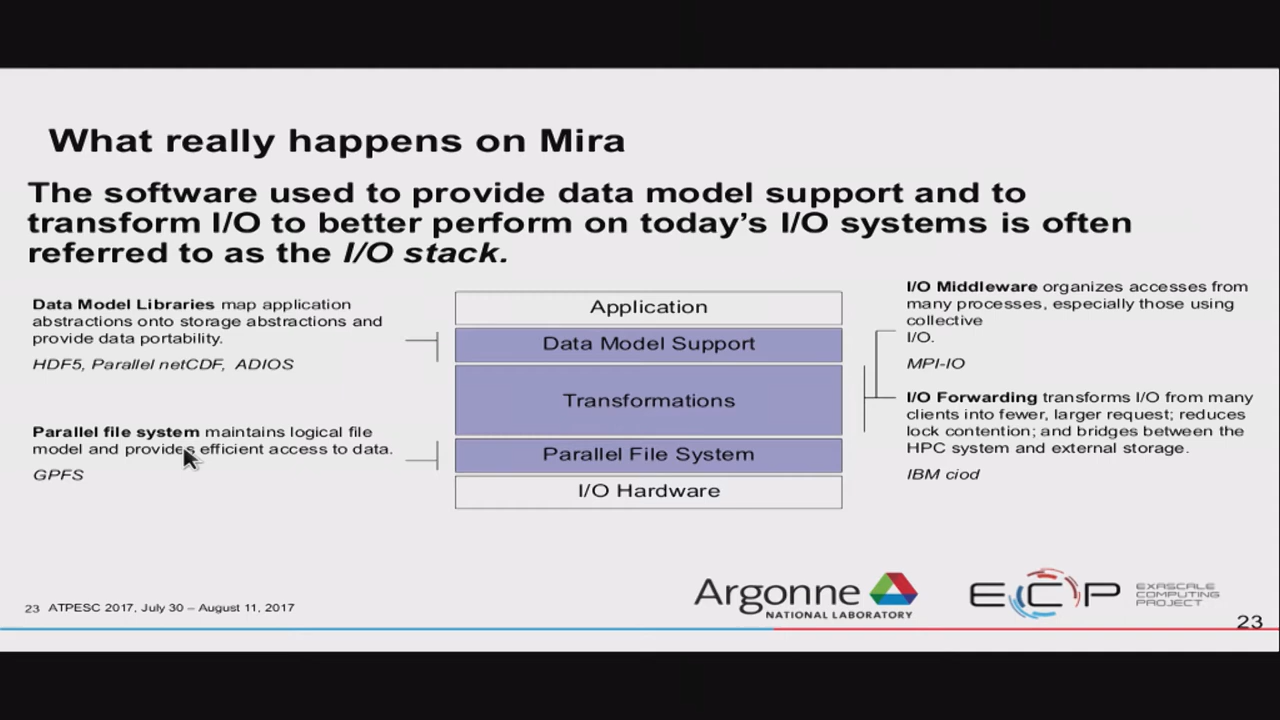 What really happens on Mira
The software used to provide data model support and to
transform I/O to better perform on today's I/O systems is often
referred to as the I/O stack.
Data Model Libraries map application
abstractions onto storage abstractions and
provide data portability.
HDF5, Parallel netCDF, ADIOS
Parallel file system maintains logical file
model and provides efficient access to data.
GPFS
Application
Data Model Support
Transformations
Parallel File System
I/O Hardware
I/O Middleware organizes accesses from
many processes, especially those using
collective
I/O.
MPI-IO
I/O Forwarding transforms I/O from many
clients into fewer, larger request; reduces
lock contention; and bridges between the
HPC system and external storage.
IBM ciod
23 ATPESC 2017, July 30 – August 11, 2017
Argonne
NATIONAL LABORATORY
ECP
EXASCALE
COMPUTING
PROJECT
23